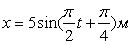 x = 5sin(π/2 t + π/4)м